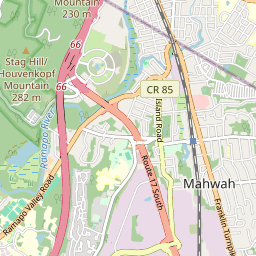 Mountain
230 m
66
Stag Hill/
Houvenkopf
Mountain
282 m
66
CR 85
Island Road
Ramapo River
Route 17 South
Mahwah
Ramapo Valley Road
Franklin Turnpike